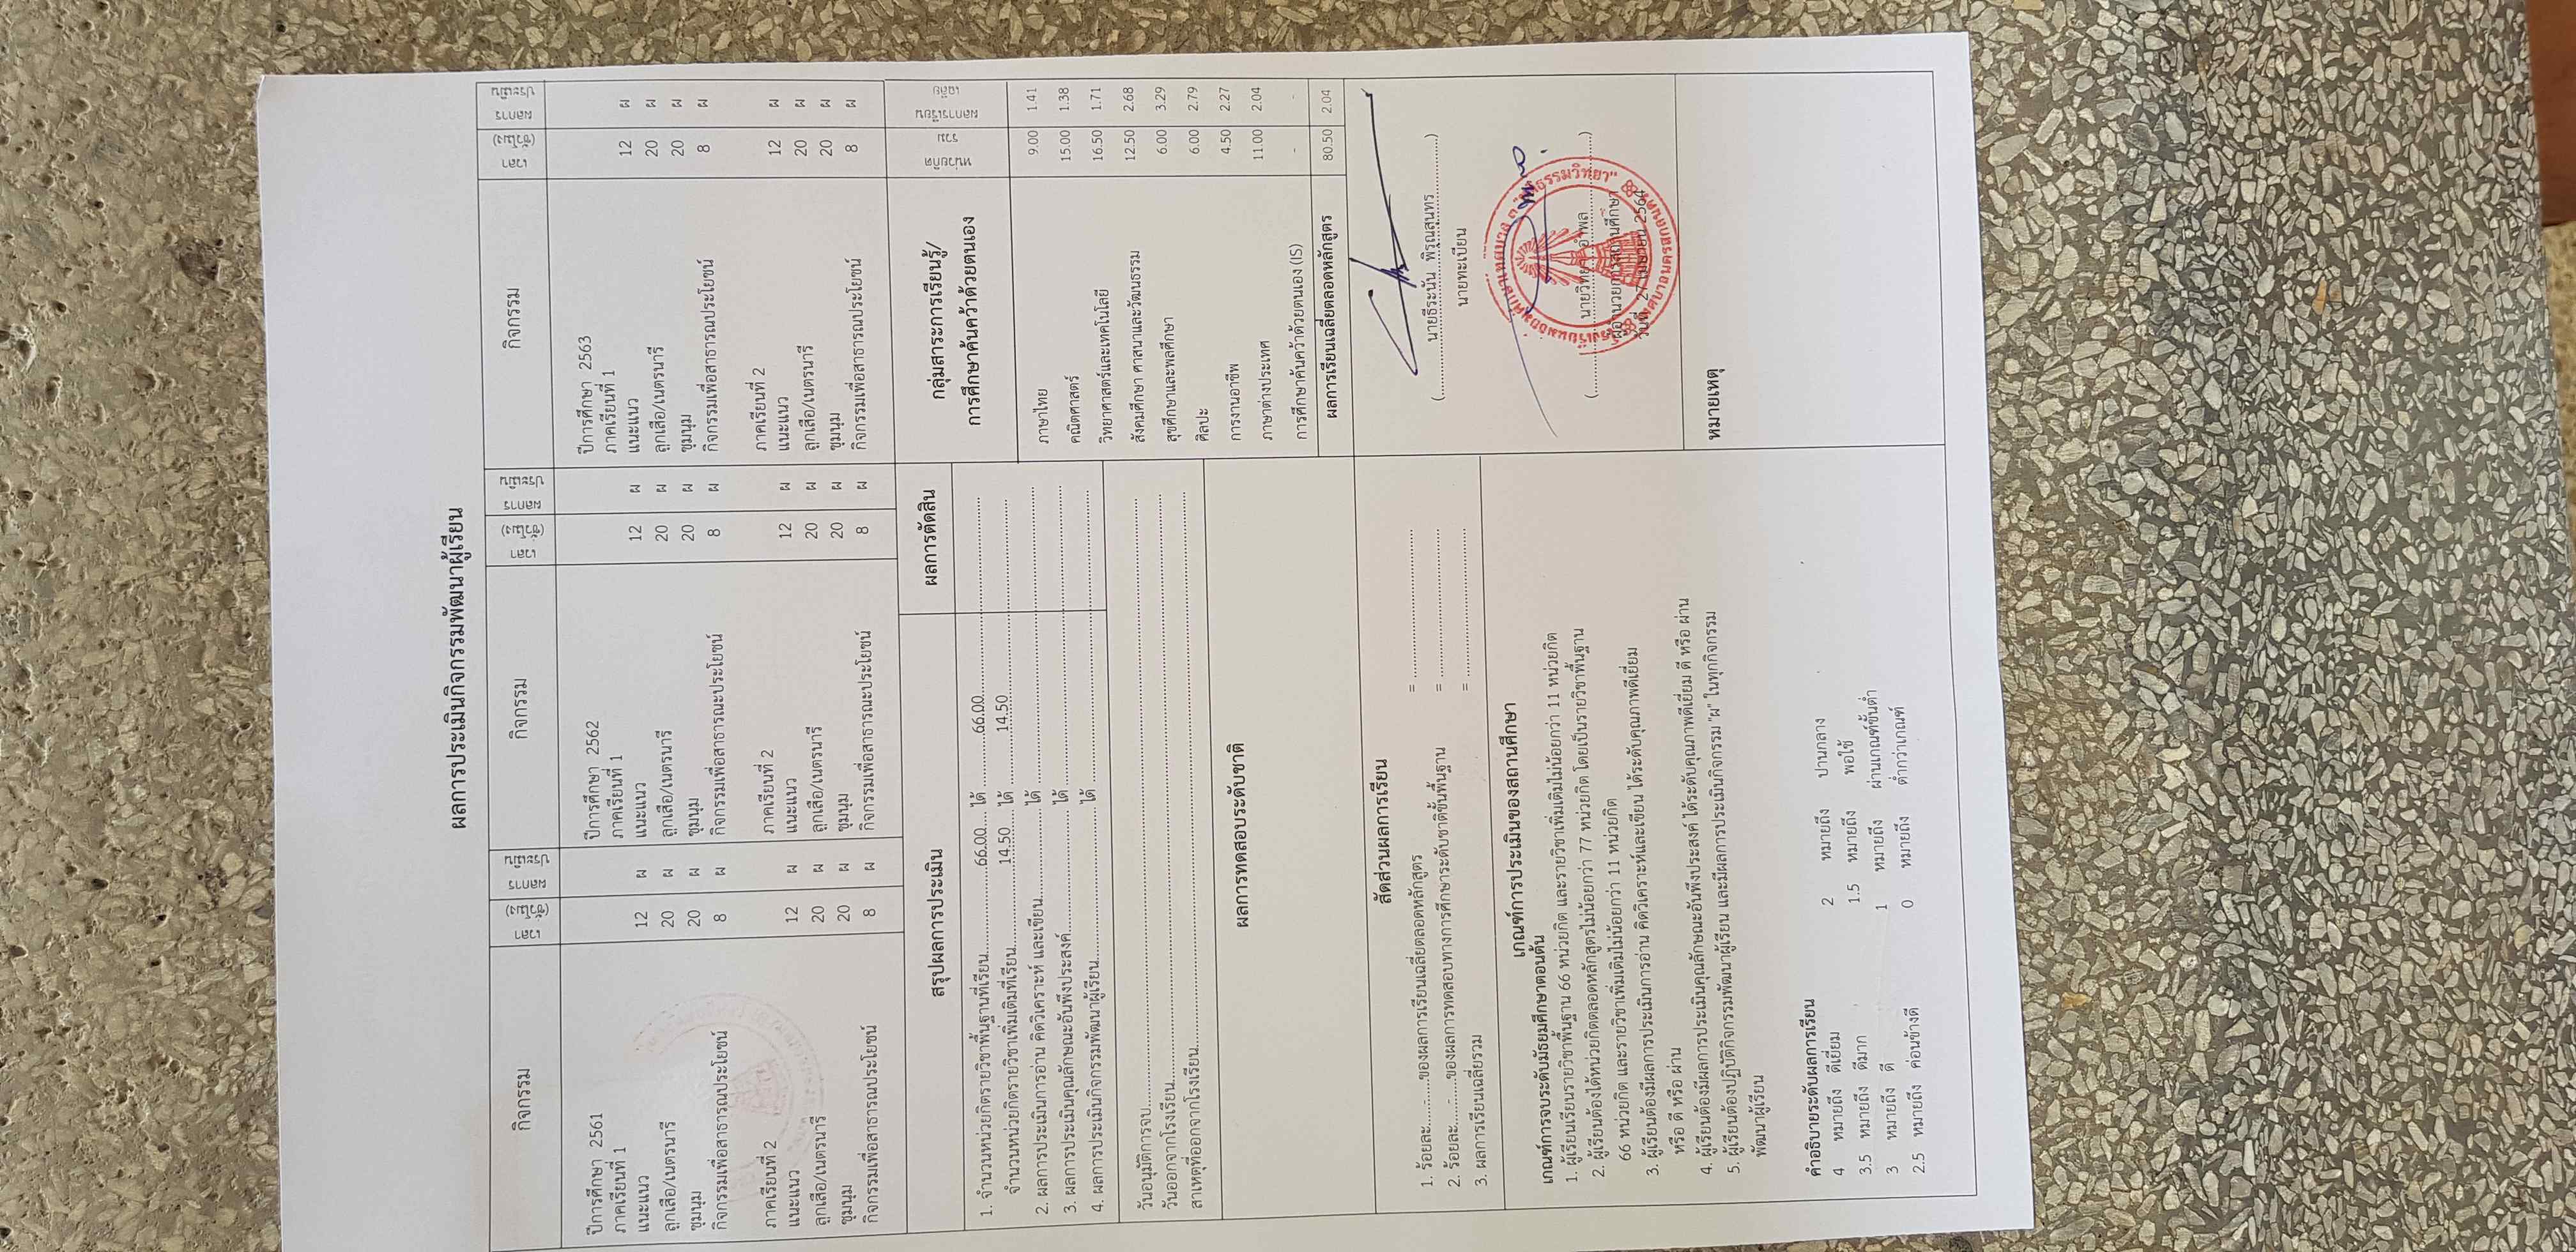 ผลการประเมินกิจกรรมพัฒนาผู้เรียน
กิจกรรม เวลา (ชั่วโมง) ผลการประเมิน กิจกรรม เวลา (ชั่วโมง) ผลการประเมิน กิจกรรม เวลา (ชั่วโมง) ผลการประเมิน
ปีการศึกษา 2561 ปีการศึกษา 2562 ปีการศึกษา 2563
ภาคเรียนที่ 1 ภาคเรียนที่ 1 ภาคเรียนที่ 1
แนะแนว 12 ผ แนะแนว 12 ผ แนะแนว 12 ผ
ลูกเสือ/เนตรนารี 20 ผ ลูกเสือ/เนตรนารี 20 ผ ลูกเสือ/เนตรนารี 20 ผ
ชุมนุม 20 ผ ชุมนุม 20 ผ ชุมนุม 20 ผ
กิจกรรมเพื่อสาธารณประโยชน์ 8 ผ กิจกรรมเพื่อสาธารณะประโยชน์ 8 ผ กิจกรรมเพื่อสาธารณประโยชน์ 8 ผ
ภาคเรียนที่ 2 ภาคเรียนที่ 2 ภาคเรียนที่ 2
แนะแนว 12 ผ แนะแนว 12 ผ แนะแนว 12 ผ
ลูกเสือ/เนตรนารี 20 ผ ลูกเสือ/เนตรนารี 20 ผ ลูกเสือ/เนตรนารี 20 ผ
ชุมนุม 20 ผ ชุมนุม 20 ผ ชุมนุม 20 ผ
กิจกรรมเพื่อสาธารณประโยชน์ 8 ผ กิจกรรมเพื่อสาธารณะประโยชน์ 8 ผ กิจกรรมเพื่อสาธารณประโยชน์ 8 ผ
สรุปผลการประเมิน ผลการตัดสิน
1. จำนวนหน่วยกิตรายวิชาพื้นฐานที่เรียน 66.00 ได้ 66.00
จำนวนหน่วยกิตรายวิชาเพิ่มเติมที่เรียน 14.50 ได้ 14.50
2. ผลการประเมินการอ่าน คิดวิเคราะห์ และเขียน ได้
3. ผลการประเมินคุณลักษณะอันพึงประสงค์ ได้
4. ผลการประเมินกิจกรรมพัฒนาผู้เรียน ได้
วันอนุมัติการจบ
วันออกจากโรงเรียน
สาเหตุที่ออกจากโรงเรียน
ผลการทดสอบระดับชาติ
สัดส่วนผลการเรียน
1. ร้อยละ - ของผลการเรียนเฉลี่ยตลอดหลักสูตร =
2. ร้อยละ - ของผลการทดสอบทางการศึกษาระดับชาติขั้นพื้นฐาน =
3. ผลการเรียนเฉลี่ยรวม =
เกณฑ์การประเมินของสถานศึกษา
เกณฑ์การจบระดับมัธยมศึกษาตอนต้น
1. ผู้เรียนเรียนรายวิชาพื้นฐาน 66 หน่วยกิต และรายวิชาเพิ่มเติมไม่น้อยกว่า 11 หน่วยกิต
2. ผู้เรียนต้องได้หน่วยกิตตลอดหลักสูตรไม่น้อยกว่า 77 หน่วยกิต โดยเป็นรายวิชาพื้นฐาน
66 หน่วยกิต และรายวิชาเพิ่มเติมไม่น้อยกว่า 11 หน่วยกิต
3. ผู้เรียนต้องมีผลการประเมินการอ่าน คิดวิเคราะห์และเขียน ได้ระดับคุณภาพดีเยี่ยม
หรือ ดี หรือ ผ่าน
4. ผู้เรียนต้องมีผลการประเมินคุณลักษณะอันพึงประสงค์ ได้ระดับคุณภาพดีเยี่ยม ดี หรือ ผ่าน
5. ผู้เรียนต้องปฏิบัติกิจกรรมพัฒนาผู้เรียน และมีผลการประเมินกิจกรรม "ผ" ในทุกกิจกรรม
พัฒนาผู้เรียน
คำอธิบายระดับผลการเรียน
4 หมายถึง ดีเยี่ยม 2 หมายถึง ปานกลาง
3.5 หมายถึง ดีมาก 1.5 หมายถึง พอใช้
3 หมายถึง ดี 1 หมายถึง ผ่านเกณฑ์ขั้นต่ำ
2.5 หมายถึง ค่อนข้างดี 0 หมายถึง ต่ำกว่าเกณฑ์
กลุ่มสาระการเรียนรู้/ หน่วยกิตรวม ผลการเรียนเฉลี่ย
การศึกษาค้นคว้าด้วยตนเอง
ภาษาไทย 9.00 1.41
คณิตศาสตร์ 15.00 1.38
วิทยาศาสตร์และเทคโนโลยี 16.50 1.71
สังคมศึกษา ศาสนาและวัฒนธรรม 12.50 2.68
สุขศึกษาและพลศึกษา 6.00 3.29
ศิลปะ 6.00 2.79
การงานอาชีพ 4.50 2.27
ภาษาต่างประเทศ 11.00 2.04
การศึกษาค้นคว้าด้วยตนเอง (IS) - -
ผลการเรียนเฉลี่ยตลอดหลักสูตร 80.50 2.04
นายธีระนัน พิริณสุนทร
นายทะเบียน
ผู้อำนวยการสถานศึกษา
วันที่ 27 เมษายน 2564
หมายเหตุ